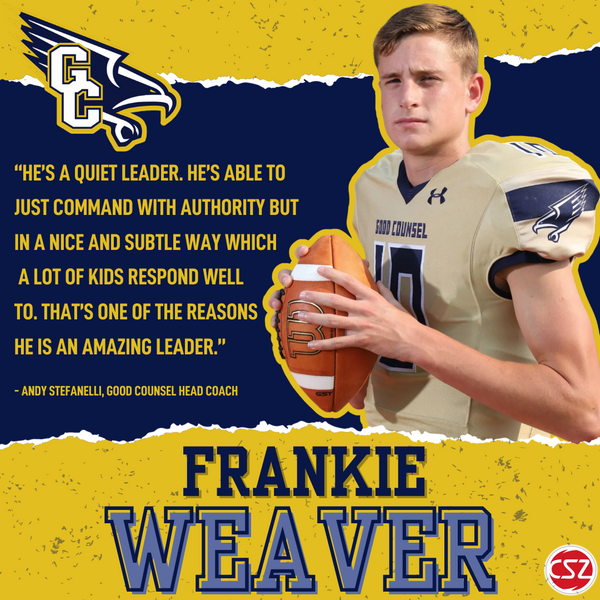 GC
“HE’S A QUIET LEADER. HE’S ABLE TO
JUST COMMAND WITH AUTHORITY BUT
IN A NICE AND SUBTLE WAY WHICH
A LOT OF KIDS RESPOND WELL
TO. THAT’S ONE OF THE REASONS
HE IS AN AMAZING LEADER.”
- ANDY STEFANELLI, GOOD COUNSEL HEAD COACH
10
GOOD COUNSEL
10
GST
FRANKIE
WEAVER
CSZ